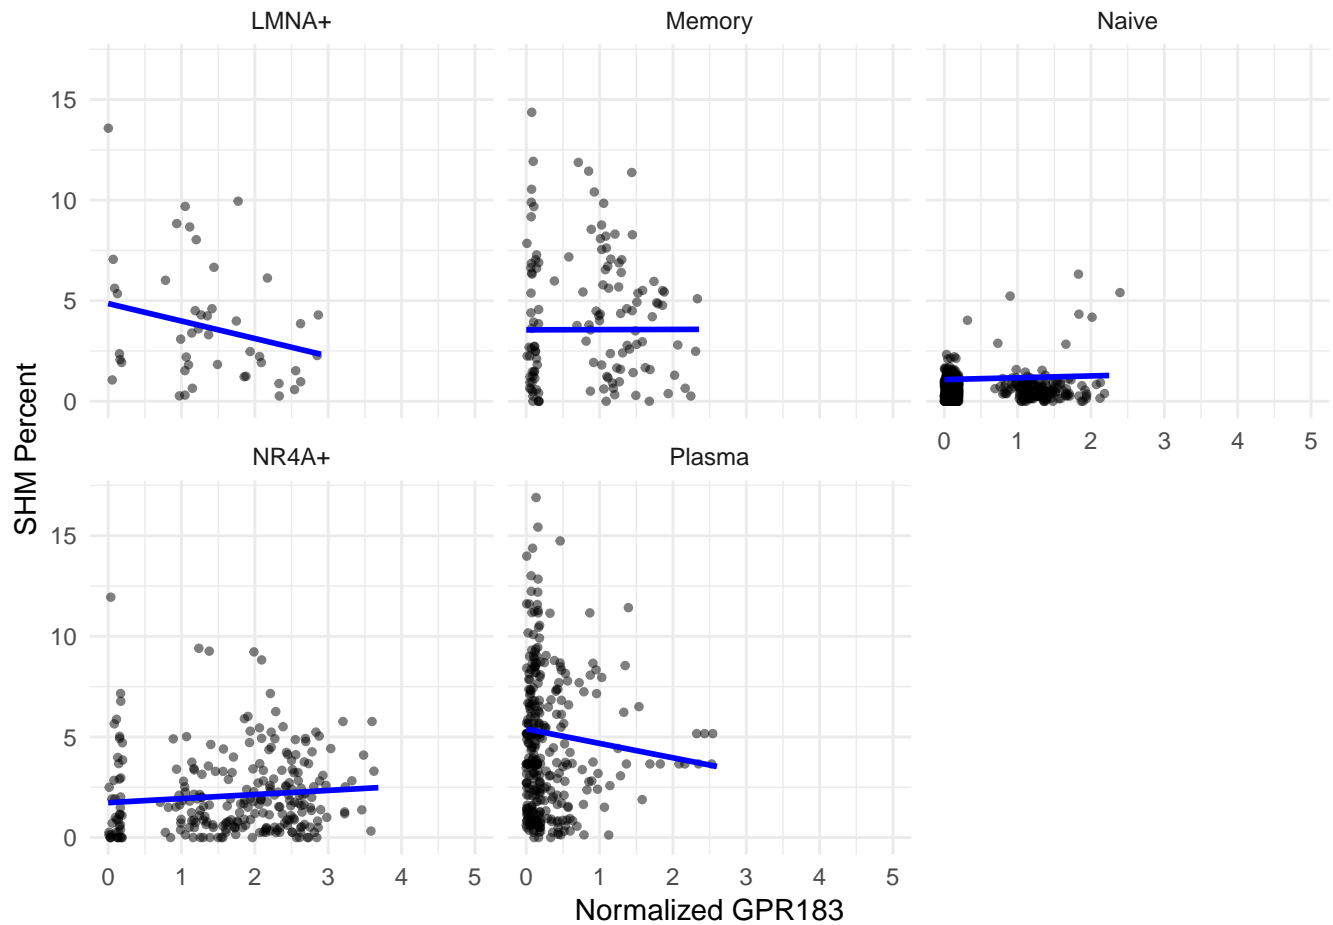 LMNA+ Memory Naive
15
10
5
0
0 1 2 3 4 5
NR4A+ Plasma
15
10
5
0
0 1 2 3 4 5 0 1 2 3 4 5
SHM Percent
Normalized GPR183